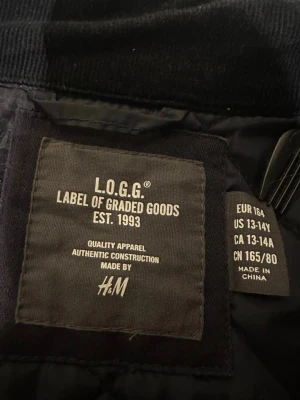 L.O.G.G.®
LABEL OF GRADED GOODS
EST. 1993
QUALITY APPAREL
AUTHENTIC CONSTRUCTION
MADE BY
H&M
EUR 164
US 13-14Y
CA 13-14A
CN 165/80
MADE IN
CHINA